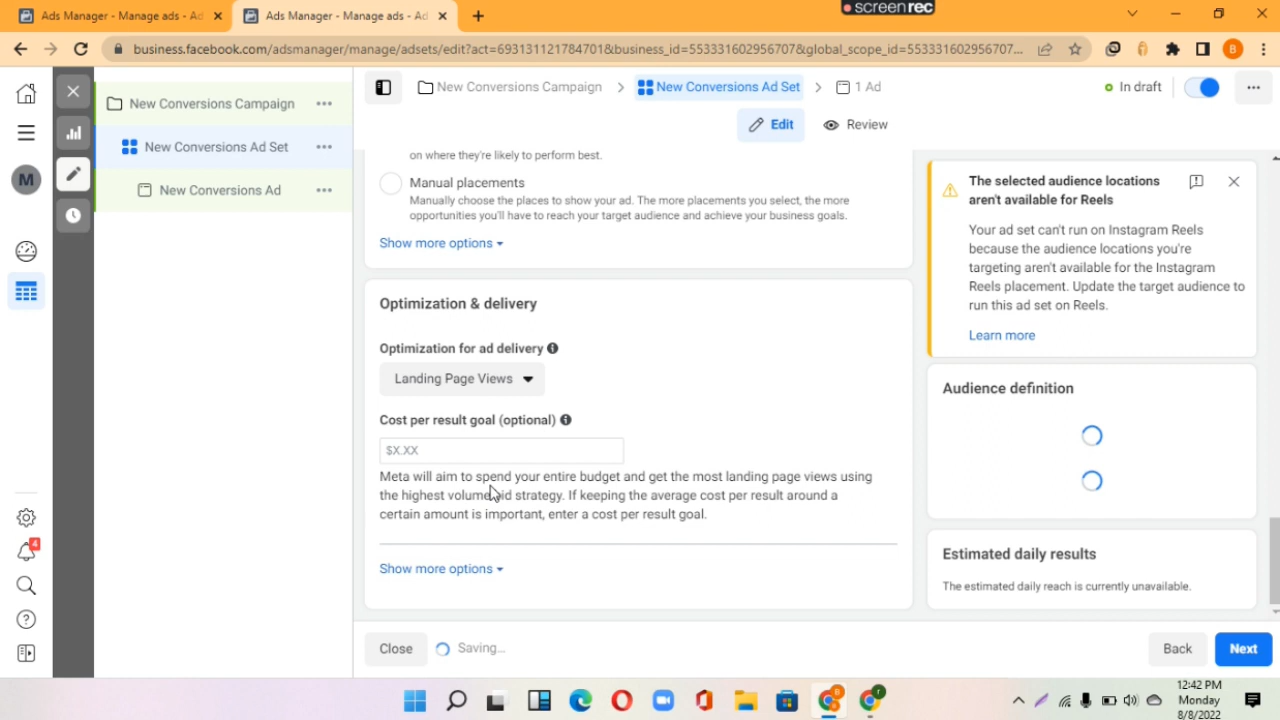 Ads Manager - Manage ads - Ad
Ads Manager - Manage ads - Ad
screenrec
business.facebook.com/adsmanager/manage/adsets/edit?act=693131121784701&business_id=553331602956707&global_scope_id=553331602956707...
B
M
4
New Conversions Campaign
New Conversions Ad Set
New Conversions Ad
New Conversions Campaign
New Conversions Ad Set
1 Ad
In draft
Edit
Review
on where they're likely to perform best.
Manual placements
Manually choose the places to show your ad. The more placements you select, the more
opportunities you'll have to reach your target audience and achieve your business goals.
Show more options
Optimization & delivery
Optimization for ad delivery
Landing Page Views
Cost per result goal (optional)
$X.XX
Meta will aim to spend your entire budget and get the most landing page views using
the highest volume bid strategy. If keeping the average cost per result around a
certain amount is important, enter a cost per result goal.
Show more options
The selected audience locations
aren't available for Reels
Your ad set can't run on Instagram Reels
because the audience locations you're
targeting aren't available for the Instagram
Reels placement. Update the target audience to
run this ad set on Reels.
Learn more
Audience definition
Estimated daily results
The estimated daily reach is currently unavailable.
Close
Saving...
Back
Next
12:42 PM
Monday
8/8/2022